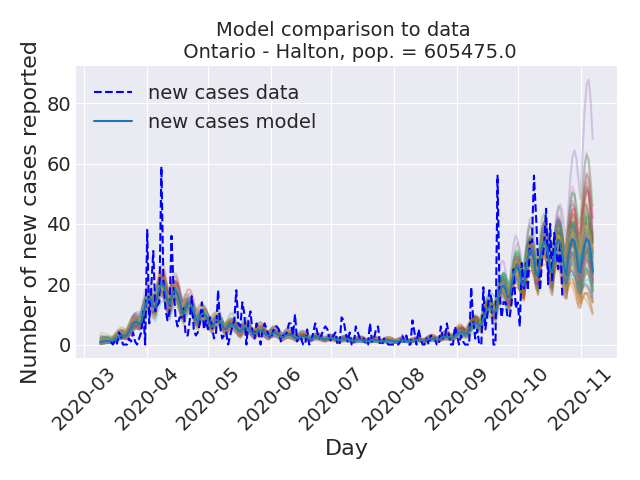 Model comparison to data
Ontario - Halton, pop. = 605475.0
Number of new cases reported
new cases data
new cases model
80
60
40
20
0
2020-03
2020-04
2020-05
2020-06
2020-07
2020-08
2020-09
2020-10
2020-11
Day